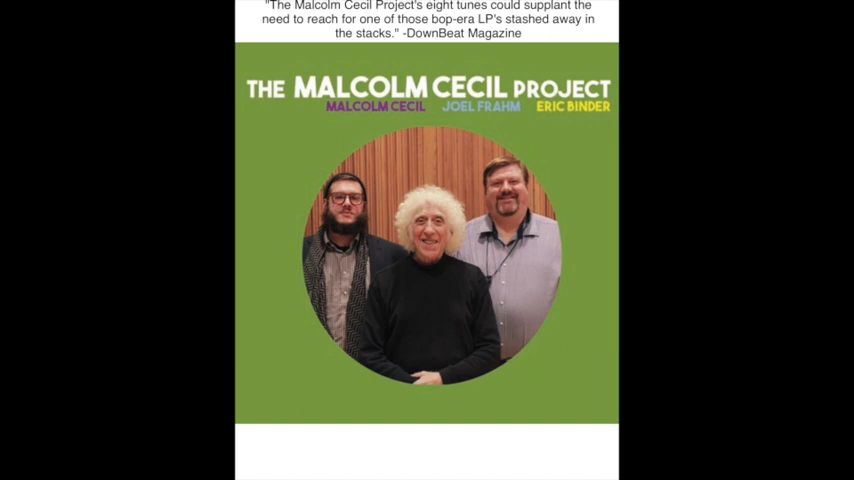 "The Malcolm Cecil Project's eight tunes could supplant the
need to reach for one of those bop-era LP's stashed away in
the stacks." -DownBeat Magazine
THE MALCOLM CECIL PROJECT
MALCOLM CECIL JOEL FRAHM ERIC BINDER